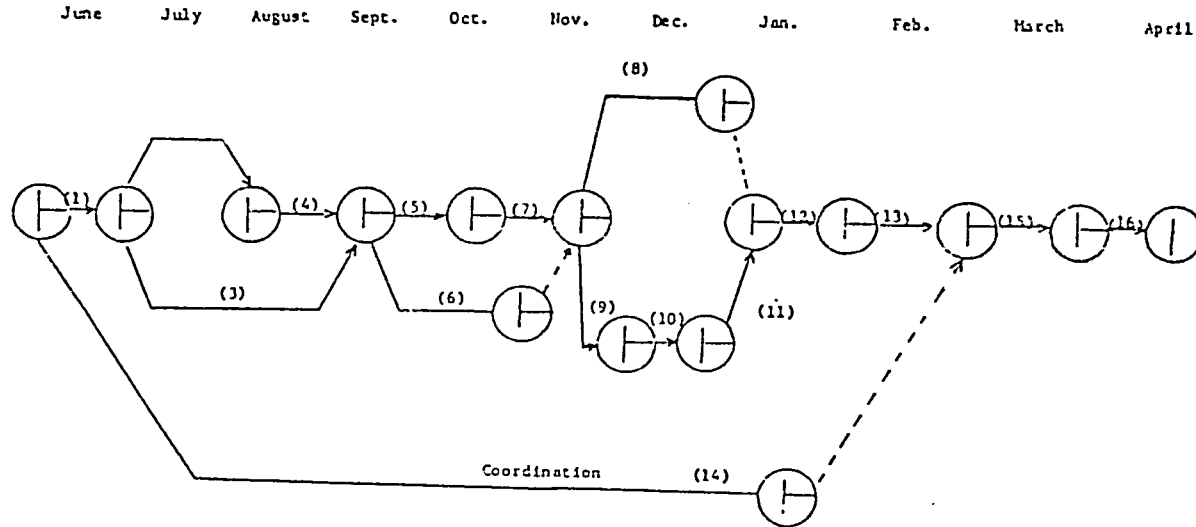 June July August Sept. Oct. Nov. Dec. Jan. Feb. March April
(8)
(1) (4) (5) (7) (12) (13) (15) (16)
(3) (6) (9) (10) (11)
Coordination (14)